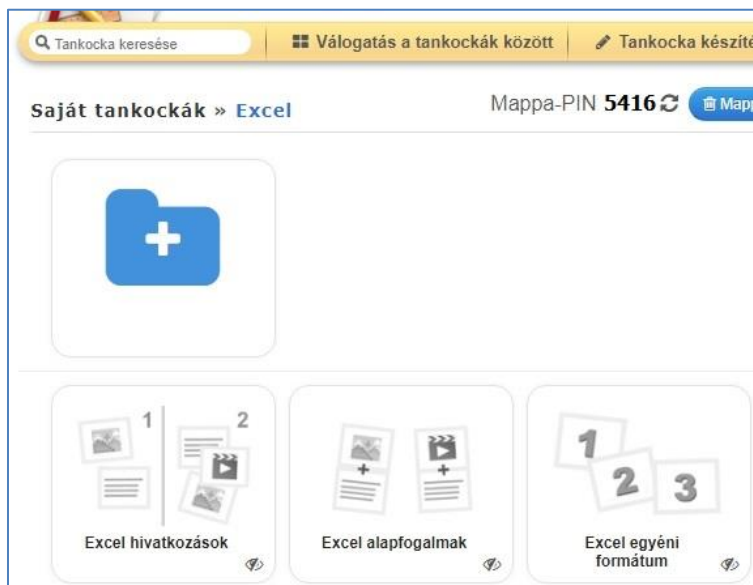 Tankocka keresése
Válogatás a tankockák között
Tankocka
Saját tankockák » Excel
Mappa-PIN 5416
1 2
1
2
3
Excel hivatkozások
Excel alapfogalmak
Excel egyéni
formátum